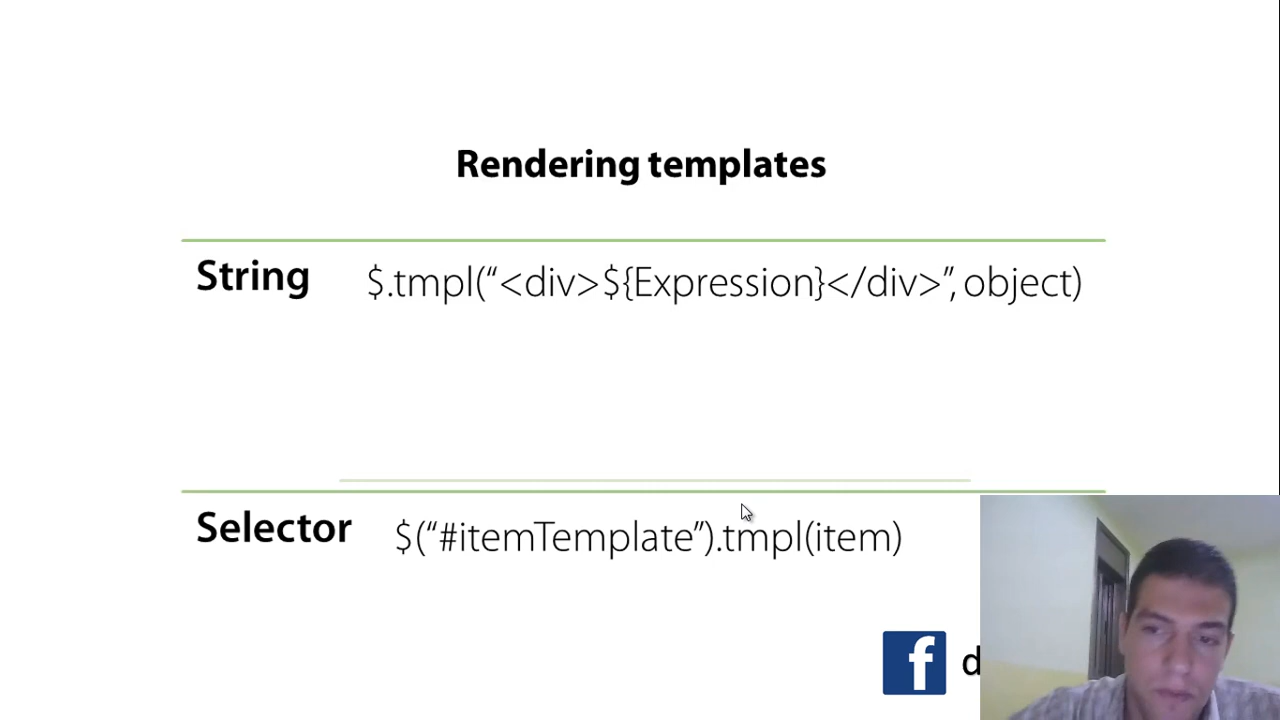 Rendering templates
String $.tmpl(“<div>${Expression}</div>”, object)
Selector $(“#itemTemplate”).tmpl(item)
f d